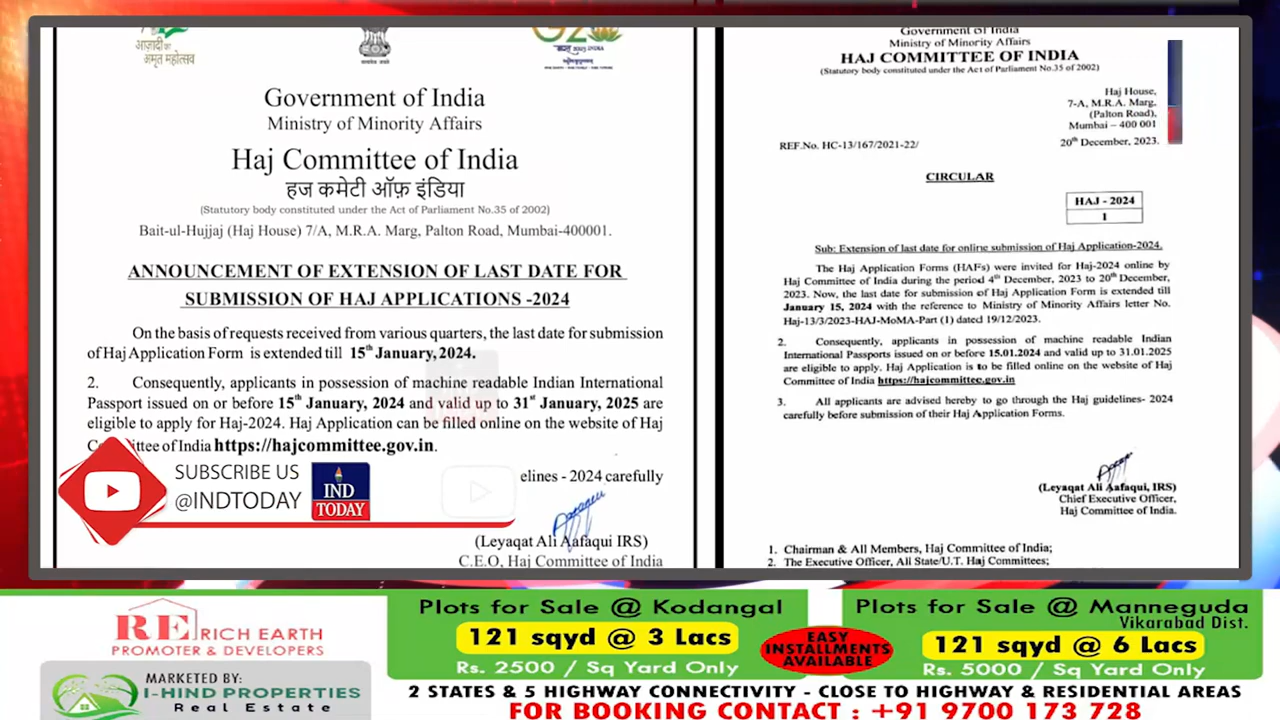 आज़ादी का
अमृत महोत्सव
Government of India
Ministry of Minority Affairs
Haj Committee of India
हज कमेटी ऑफ़ इंडिया
(Statutory body constituted under the Act of Parliament No.35 of 2002)
Bait-ul-Hujjaj (Haj House) 7/A, M.R.A. Marg, Palton Road, Mumbai-400001.
ANNOUNCEMENT OF EXTENSION OF LAST DATE FOR
SUBMISSION OF HAJ APPLICATIONS -2024
On the basis of requests received from various quarters, the last date for submission
of Haj Application Form is extended till 15th January, 2024.
2. Consequently, applicants in possession of machine readable Indian International
Passport issued on or before 15th January, 2024 and valid up to 31st January, 2025 are
eligible to apply for Haj-2024. Haj Application can be filled online on the website of Haj
ttee of India https://hajcommittee.gov.in.
elines - 2024 carefully
(Leyaqat Ali Aafaqui IRS)
C.E.O, Haj Committee of India
SUBSCRIBE US
@INDTODAY
IND
TODAY
Government of India
Ministry of Minority Affairs
HAJ COMMITTEE OF INDIA
(Statutory body constituted under the Act of Parliament No.35 of 2002)
Haj House,
7-A, M.R.A. Marg,
(Palton Road),
Mumbai – 400 001
REF.No. HC-13/167/2021-22/
20th December, 2023.
CIRCULAR
HAJ - 2024
1
Sub: Extension of last date for online submission of Haj Application-2024.
The Haj Application Forms (HAFs) were invited for Haj-2024 online by
Haj Committee of India during the period 4th December, 2023 to 20th December,
2023. Now, the last date for submission of Haj Application Form is extended till
January 15, 2024 with the reference to Ministry of Minority Affairs letter No.
Haj-13/3/2023-HAJ-MoMA-Part (1) dated 19/12/2023.
2. Consequently, applicants in possession of machine readable Indian
International Passports issued on or before 15.01.2024 and valid up to 31.01.2025
are eligible to apply. Haj Application is to be filled online on the website of Haj
Committee of India https://hajcommittee.gov.in
3. All applicants are advised hereby to go through the Haj guidelines- 2024
carefully before submission of their Haj Application Forms.
(Leyaqat Ali Aafaqui, IRS)
Chief Executive Officer,
Haj Committee of India.
1. Chairman & All Members, Haj Committee of India;
2. The Executive Officer, All State/U.T. Haj Committees;
RE RICH EARTH
PROMOTER & DEVELOPERS
MARKETED BY:
I-HIND PROPERTIES
Real Estate
Plots for Sale @ Kodangal
121 sqyd @ 3 Lacs
Rs. 2500 / Sq Yard Only
EASY
INSTALLMENTS
AVAILABLE
Plots for Sale @ Manneguda
Vikarabad Dist.
121 sqyd @ 6 Lacs
Rs. 5000 / Sq Yard Only
2 STATES & 5 HIGHWAY CONNECTIVITY - CLOSE TO HIGHWAY & RESIDENTIAL AREAS
FOR BOOKING CONTACT : +91 9700 173 728